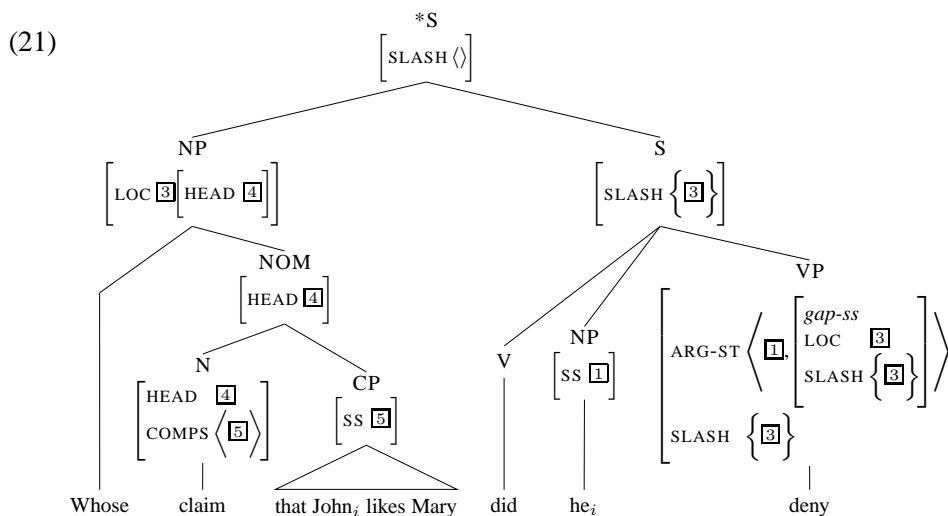 (21)
*S
[SLASH ⟨⟩]
NP S
[LOC 3[HEAD 4]] [SLASH {3}]
NOM VP
[HEAD 4] [ARG-ST ⟨1, [gap-ss
LOC 3
SLASH {3}]⟩
SLASH {3}]
N CP V NP
[HEAD 4 [SS 5] [SS 1]
COMPS ⟨5⟩]
Whose claim that John_i likes Mary did he_i deny